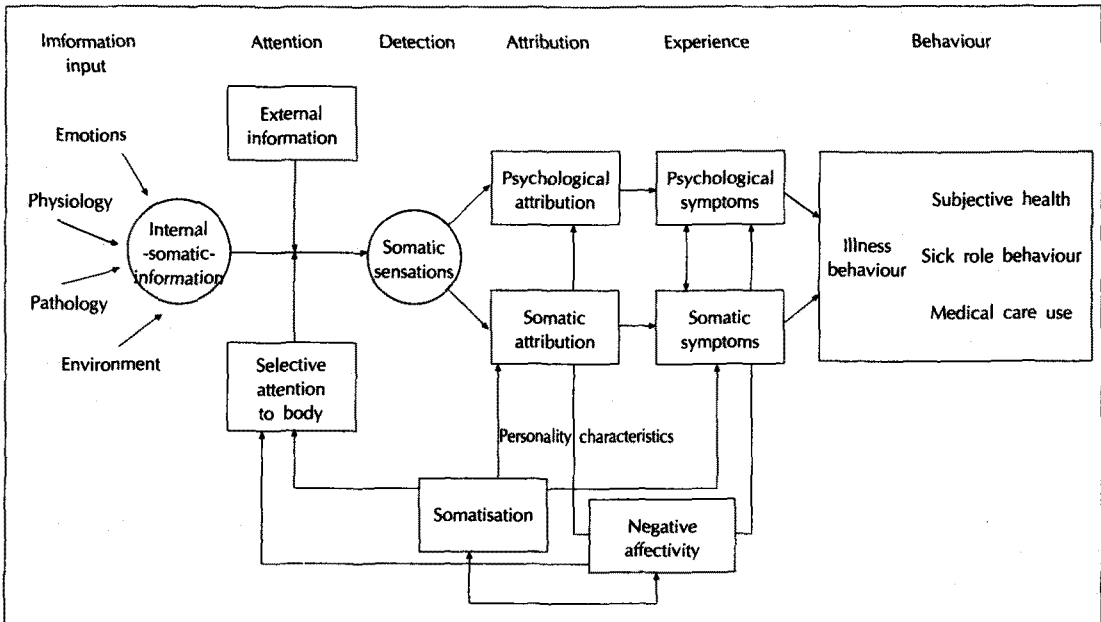 Imformation
input
Attention
Detection
Attribution
Experience
Behaviour
External
information
Emotions
Physiology
Pathology
Environment
Internal
-somatic-
information
Selective
attention
to body
Somatic
sensations
Psychological
attribution
Somatic
attribution
Psychological
symptoms
Somatic
symptoms
Illness
behaviour
Subjective health
Sick role behaviour
Medical care use
Personality characteristics
Somatisation
Negative
affectivity